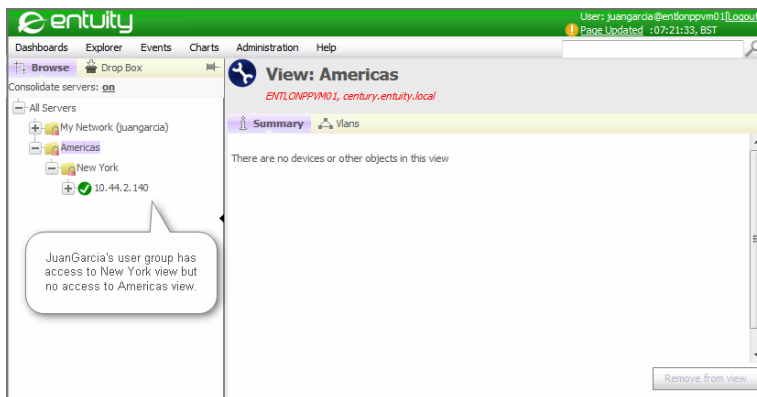 entuity
User: juangarcia@entlonppvm01[Logout
Page Updated :07:21:33, BST
Dashboards Explorer Events Charts Administration Help
Browse Drop Box
Consolidate servers: on
All Servers
My Network (juangarcia)
Americas
New York
10.44.2.140
JuanGarcia's user group has
access to New York view but
no access to Americas view.
View: Americas
ENTLONPPVM01, century.entuity.local
Summary Vlans
There are no devices or other objects in this view
Remove from view